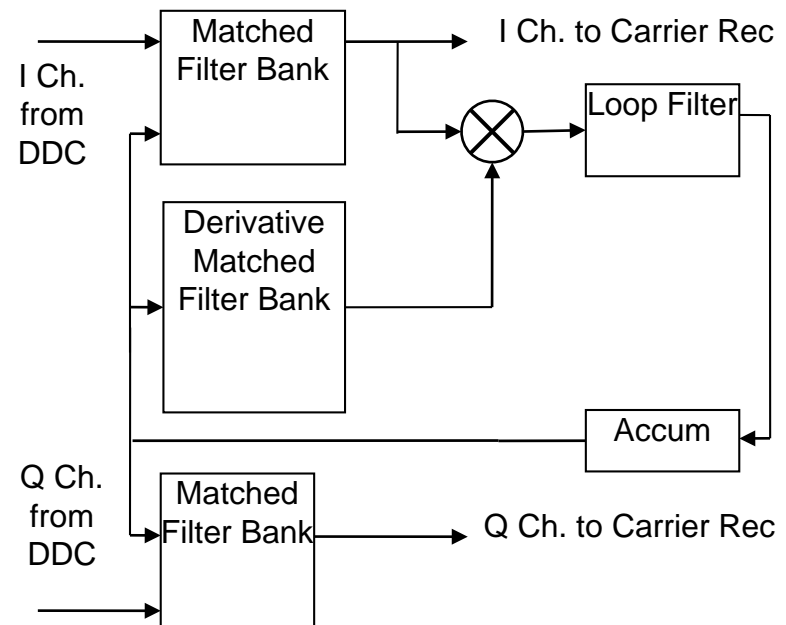 Matched
Filter Bank
I Ch. to Carrier Rec
I Ch.
from
DDC
Loop Filter
Derivative
Matched
Filter Bank
Accum
Q Ch.
from
DDC
Matched
Filter Bank
Q Ch. to Carrier Rec